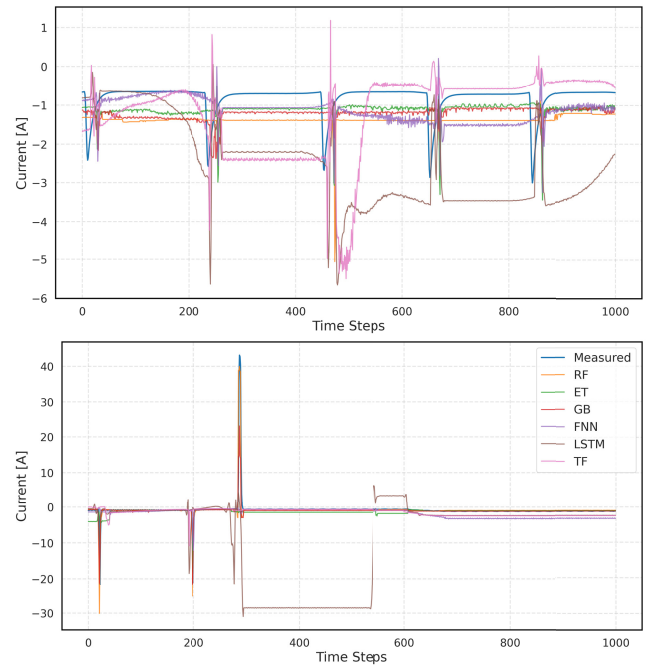 1
0
−1
−2
−3
−4
−5
−6
Current [A]
0
200
400
600
800
1000
Time Steps
40
30
20
10
0
−10
−20
−30
Current [A]
Measured
RF
ET
GB
FNN
LSTM
TF
0
200
400
600
800
1000
Time Steps